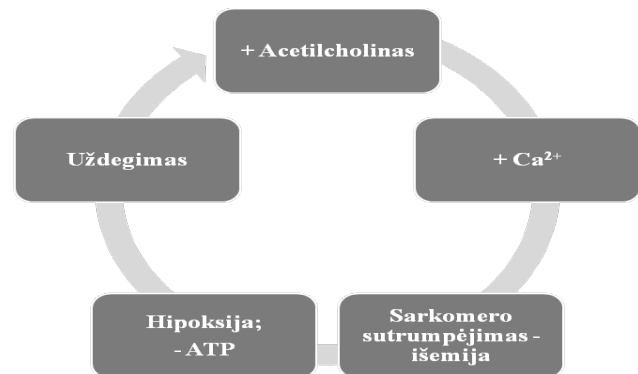 + Acetilcholinas
+ Ca²⁺
Sarkomero
sutrumpėjimas -
išemija
Hipoksija;
- ATP
Uždegimas